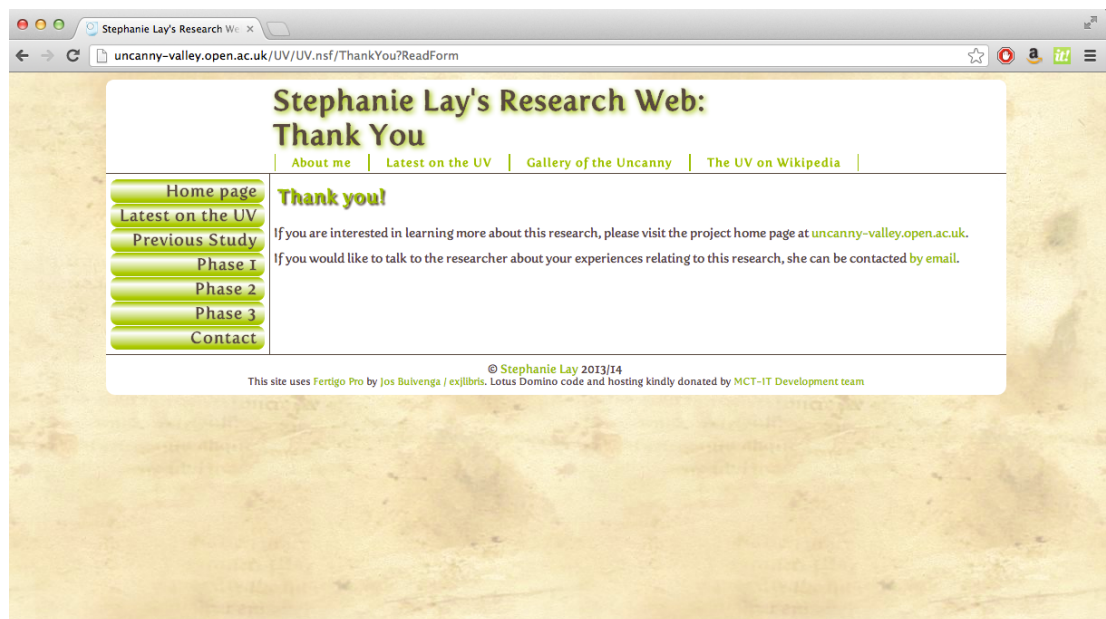 Stephanie Lay's Research We
uncanny-valley.open.ac.uk/UV/UV.nsf/ThankYou?ReadForm
a
it!
Stephanie Lay's Research Web:
Thank You
About me
Latest on the UV
Gallery of the Uncanny
The UV on Wikipedia
Home page
Latest on the UV
Previous Study
Phase 1
Phase 2
Phase 3
Contact
Thank you!
If you are interested in learning more about this research, please visit the project home page at uncanny-valley.open.ac.uk.
If you would like to talk to the researcher about your experiences relating to this research, she can be contacted by email.
© Stephanie Lay 2013/14
This site uses Fertigo Pro by Jos Buivenga / exjlibris. Lotus Domino code and hosting kindly donated by MCT-IT Development team